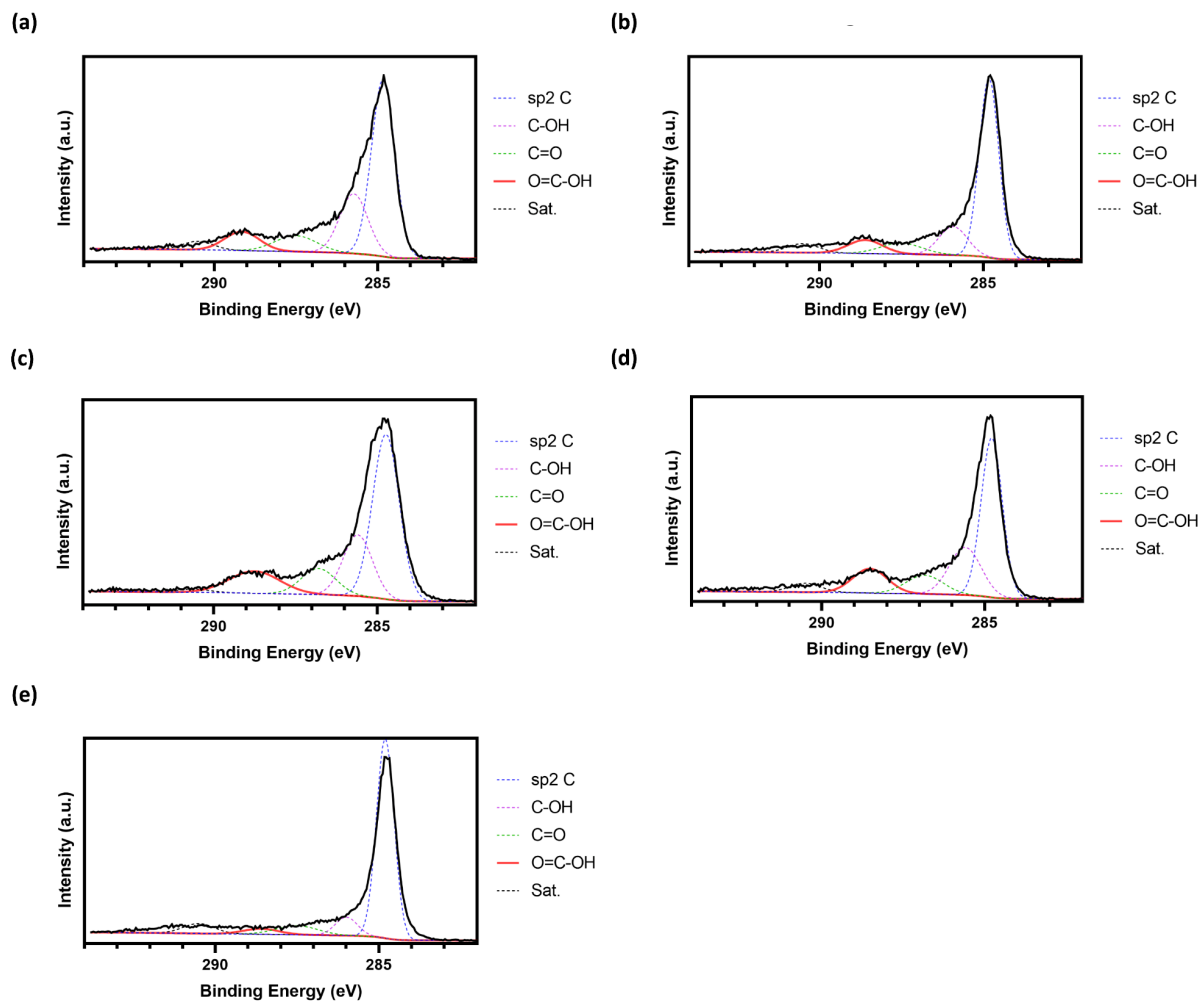 (a)
Intensity (a.u.)
sp2 C
C-OH
C=O
O=C-OH
Sat.
290
285
Binding Energy (eV)
(b)
Intensity (a.u.)
sp2 C
C-OH
C=O
O=C-OH
Sat.
290
285
Binding Energy (eV)
(c)
Intensity (a.u.)
sp2 C
C-OH
C=O
O=C-OH
Sat.
290
285
Binding Energy (eV)
(d)
Intensity (a.u.)
sp2 C
C-OH
C=O
O=C-OH
Sat.
290
285
Binding Energy (eV)
(e)
Intensity (a.u.)
sp2 C
C-OH
C=O
O=C-OH
Sat.
290
285
Binding Energy (eV)